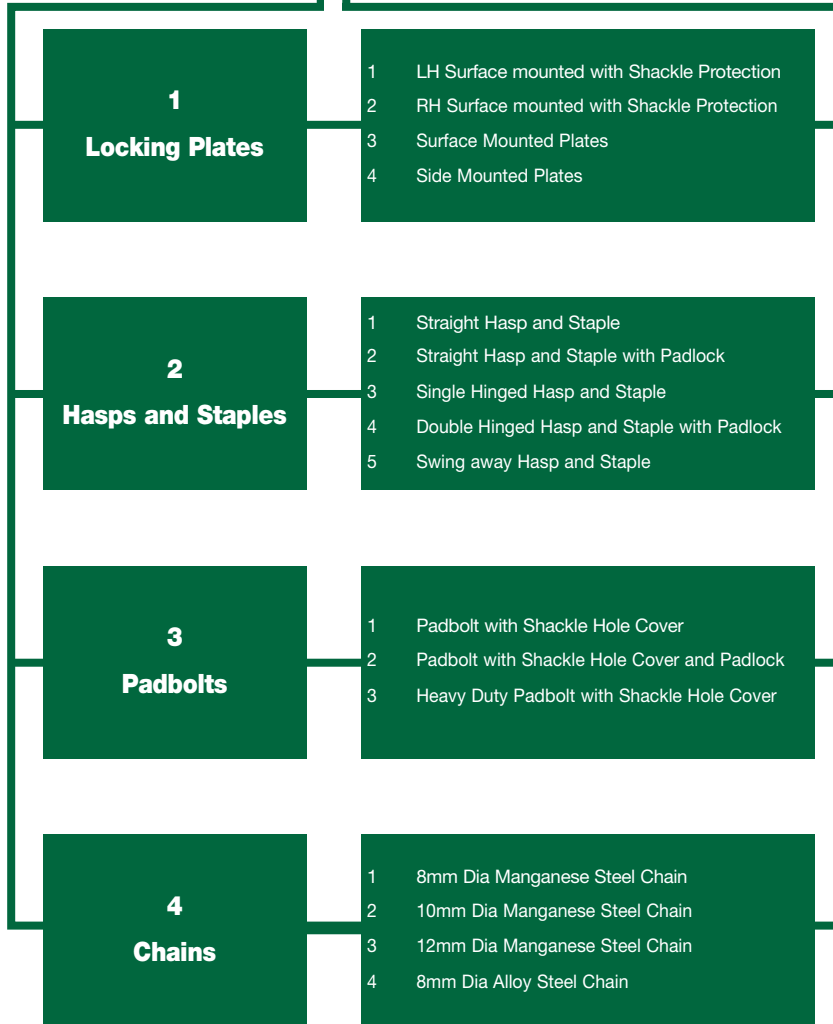 1
Locking Plates
1 LH Surface mounted with Shackle Protection
2 RH Surface mounted with Shackle Protection
3 Surface Mounted Plates
4 Side Mounted Plates
2
Hasps and Staples
1 Straight Hasp and Staple
2 Straight Hasp and Staple with Padlock
3 Single Hinged Hasp and Staple
4 Double Hinged Hasp and Staple with Padlock
5 Swing away Hasp and Staple
3
Padbolts
1 Padbolt with Shackle Hole Cover
2 Padbolt with Shackle Hole Cover and Padlock
3 Heavy Duty Padbolt with Shackle Hole Cover
4
Chains
1 8mm Dia Manganese Steel Chain
2 10mm Dia Manganese Steel Chain
3 12mm Dia Manganese Steel Chain
4 8mm Dia Alloy Steel Chain